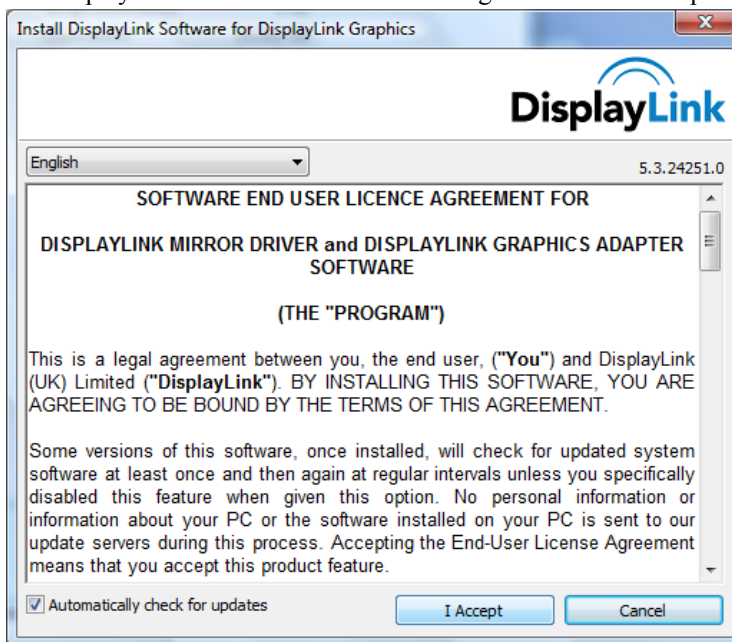 Install DisplayLink Software for DisplayLink Graphics
DisplayLink
English
5.3.24251.0
SOFTWARE END USER LICENCE AGREEMENT FOR
DISPLAYLINK MIRROR DRIVER and DISPLAYLINK GRAPHICS ADAPTER
SOFTWARE
(THE "PROGRAM")
This is a legal agreement between you, the end user, ("You") and DisplayLink
(UK) Limited ("DisplayLink"). BY INSTALLING THIS SOFTWARE, YOU ARE
AGREEING TO BE BOUND BY THE TERMS OF THIS AGREEMENT.
Some versions of this software, once installed, will check for updated system
software at least once and then again at regular intervals unless you specifically
disabled this feature when given this option. No personal information or
information about your PC or the software installed on your PC is sent to our
update servers during this process. Accepting the End-User License Agreement
means that you accept this product feature.
Automatically check for updates
I Accept
Cancel